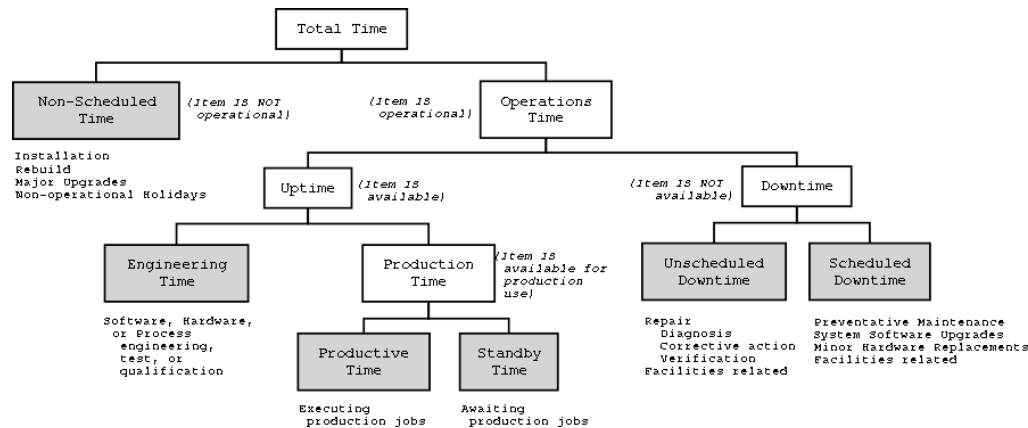 Total Time
Non-Scheduled
Time
(Item IS NOT
operational)
(Item IS
operational)
Operations
Time
Installation
Rebuild
Major Upgrades
Non-operational Holidays
Uptime
(Item IS
available)
(Item IS NOT
available)
Downtime
Engineering
Time
Production
Time
(Item IS
available for
production
use)
Unscheduled
Downtime
Scheduled
Downtime
Software, Hardware,
or Process
engineering,
test, or
qualification
Productive
Time
Standby
Time
Repair
Diagnosis
Corrective action
Verification
Facilities related
Preventative Maintenance
System Software Upgrades
Minor Hardware Replacements
Facilities related
Executing
production jobs
Awaiting
production jobs